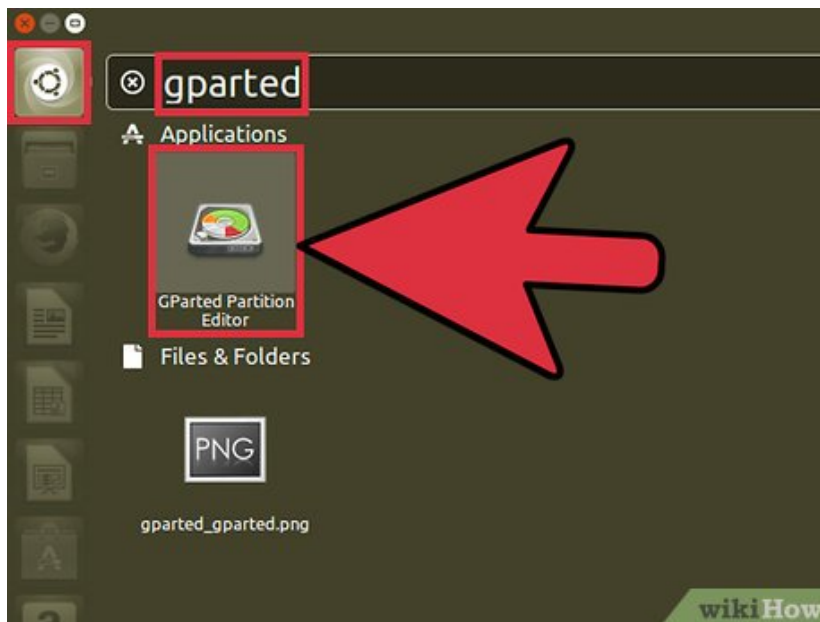 gparted
Applications
GParted Partition
Editor
Files & Folders
PNG
gparted_gparted.png
wikiHow